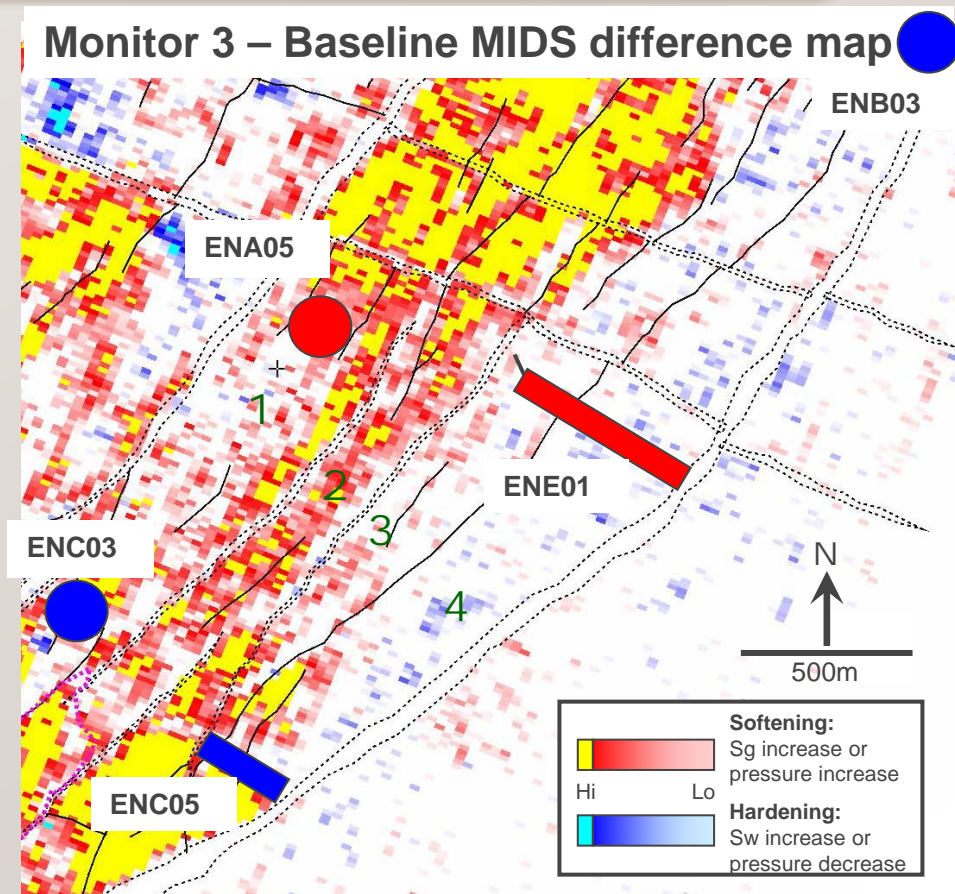 Monitor 3 – Baseline MIDS difference map
ENB03
ENA05
1
2
ENE01
3
ENC03
4
N
500m
Softening:
Sg increase or
pressure increase
Hi Lo
Hardening:
Sw increase or
pressure decrease
ENC05